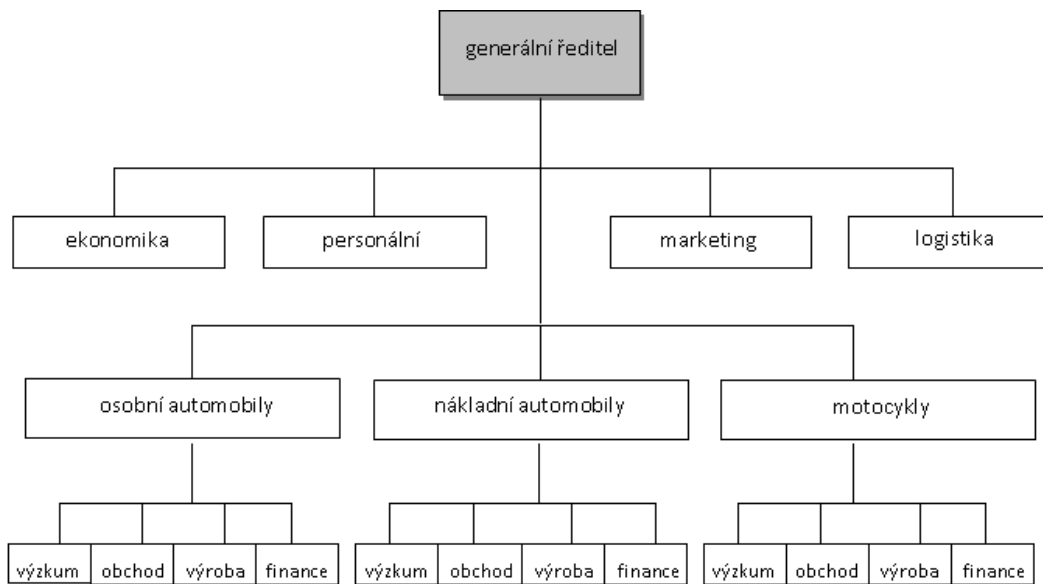 generální ředitel
ekonomika
personální
marketing
logistika
osobní automobily
nákladní automobily
motocykly
výzkum
obchod
výroba
finance
výzkum
obchod
výroba
finance
výzkum
obchod
výroba
finance